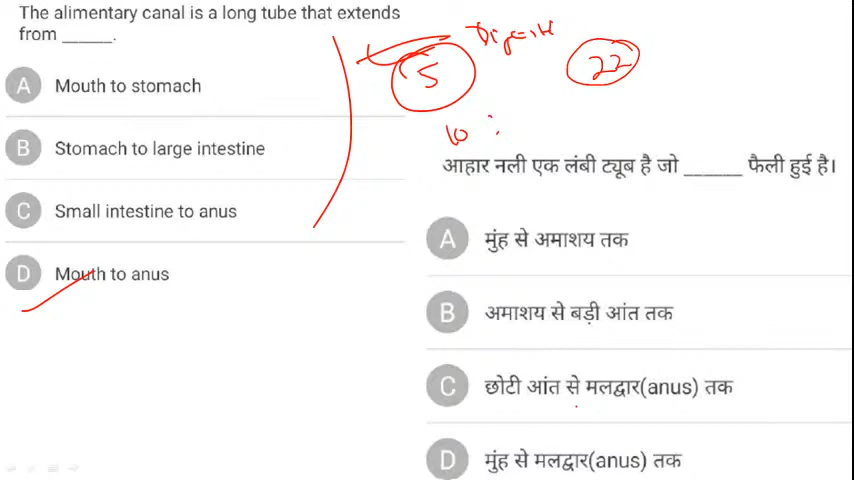 The alimentary canal is a long tube that extends
from ______.
A Mouth to stomach
B Stomach to large intestine
C Small intestine to anus
D Mouth to anus
5
22
10 :
आहार नली एक लंबी ट्यूब है जो ______ फैली हुई है।
A मुंह से अमाशय तक
B अमाशय से बड़ी आंत तक
C छोटी आंत से मलद्वार(anus) तक
D मुंह से मलद्वार(anus) तक